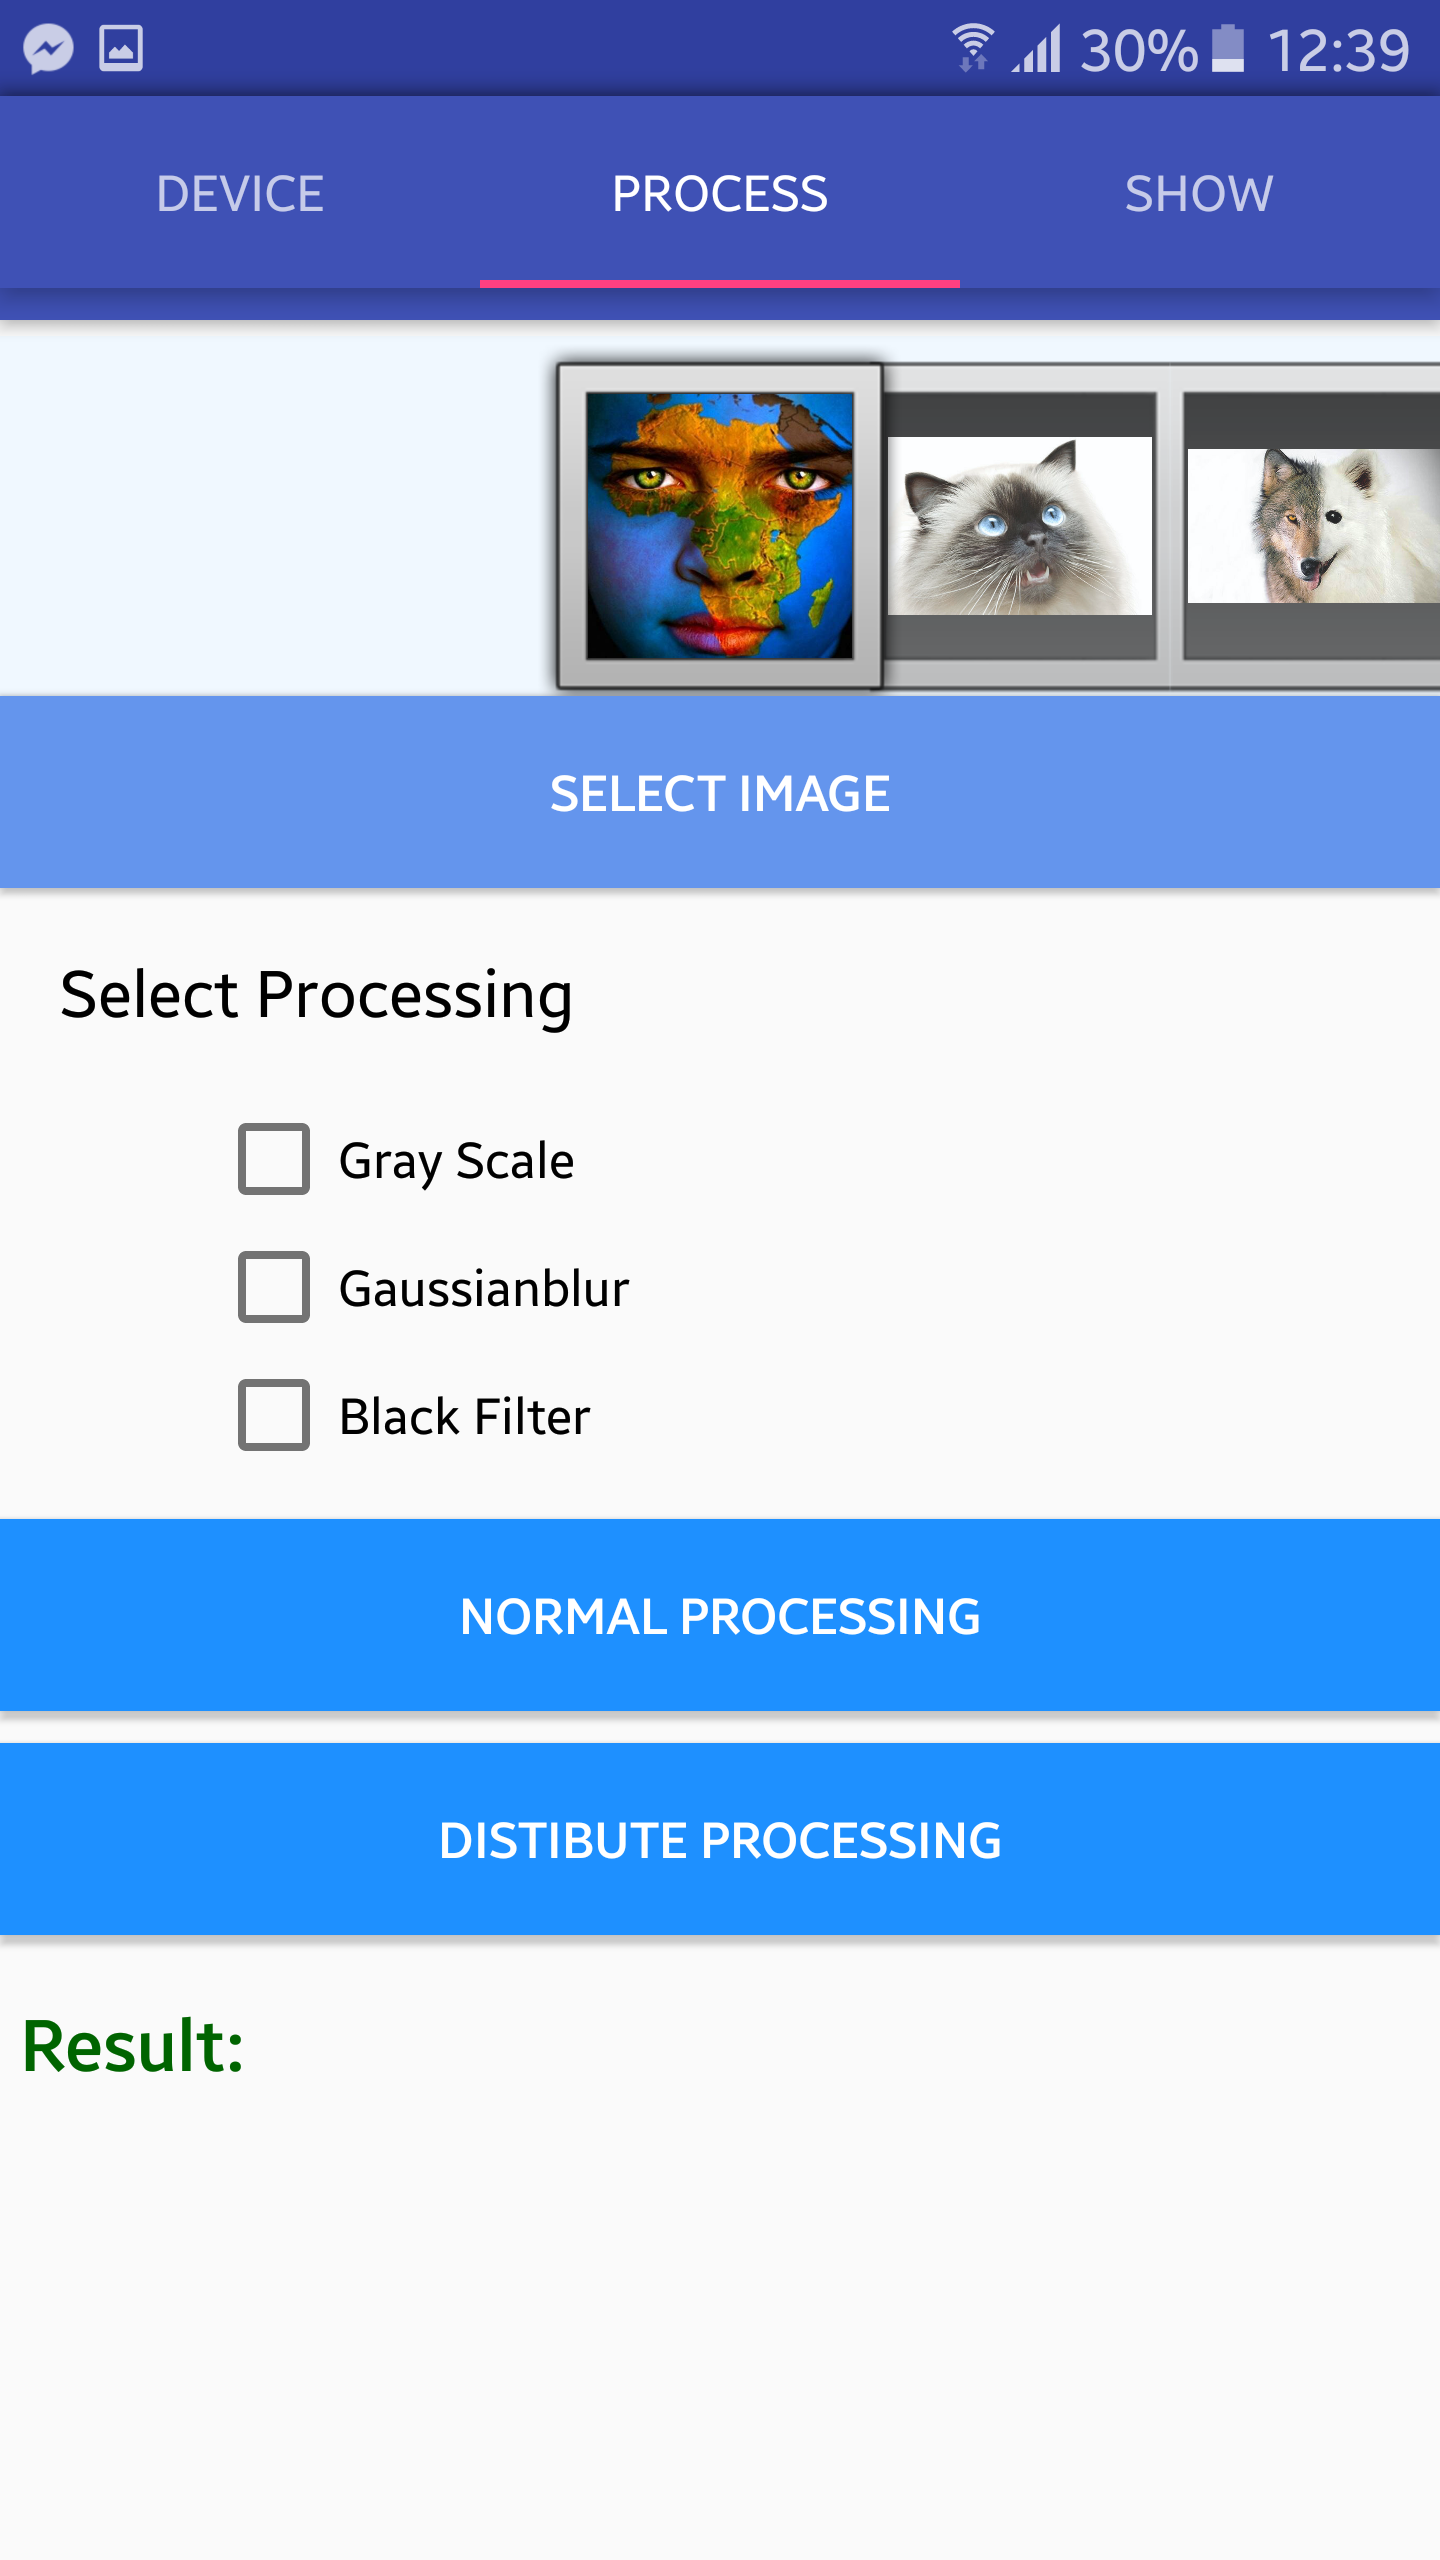 30% 12:39
DEVICE PROCESS SHOW
SELECT IMAGE
Select Processing
Gray Scale
Gaussianblur
Black Filter
NORMAL PROCESSING
DISTIBUTE PROCESSING
Result: